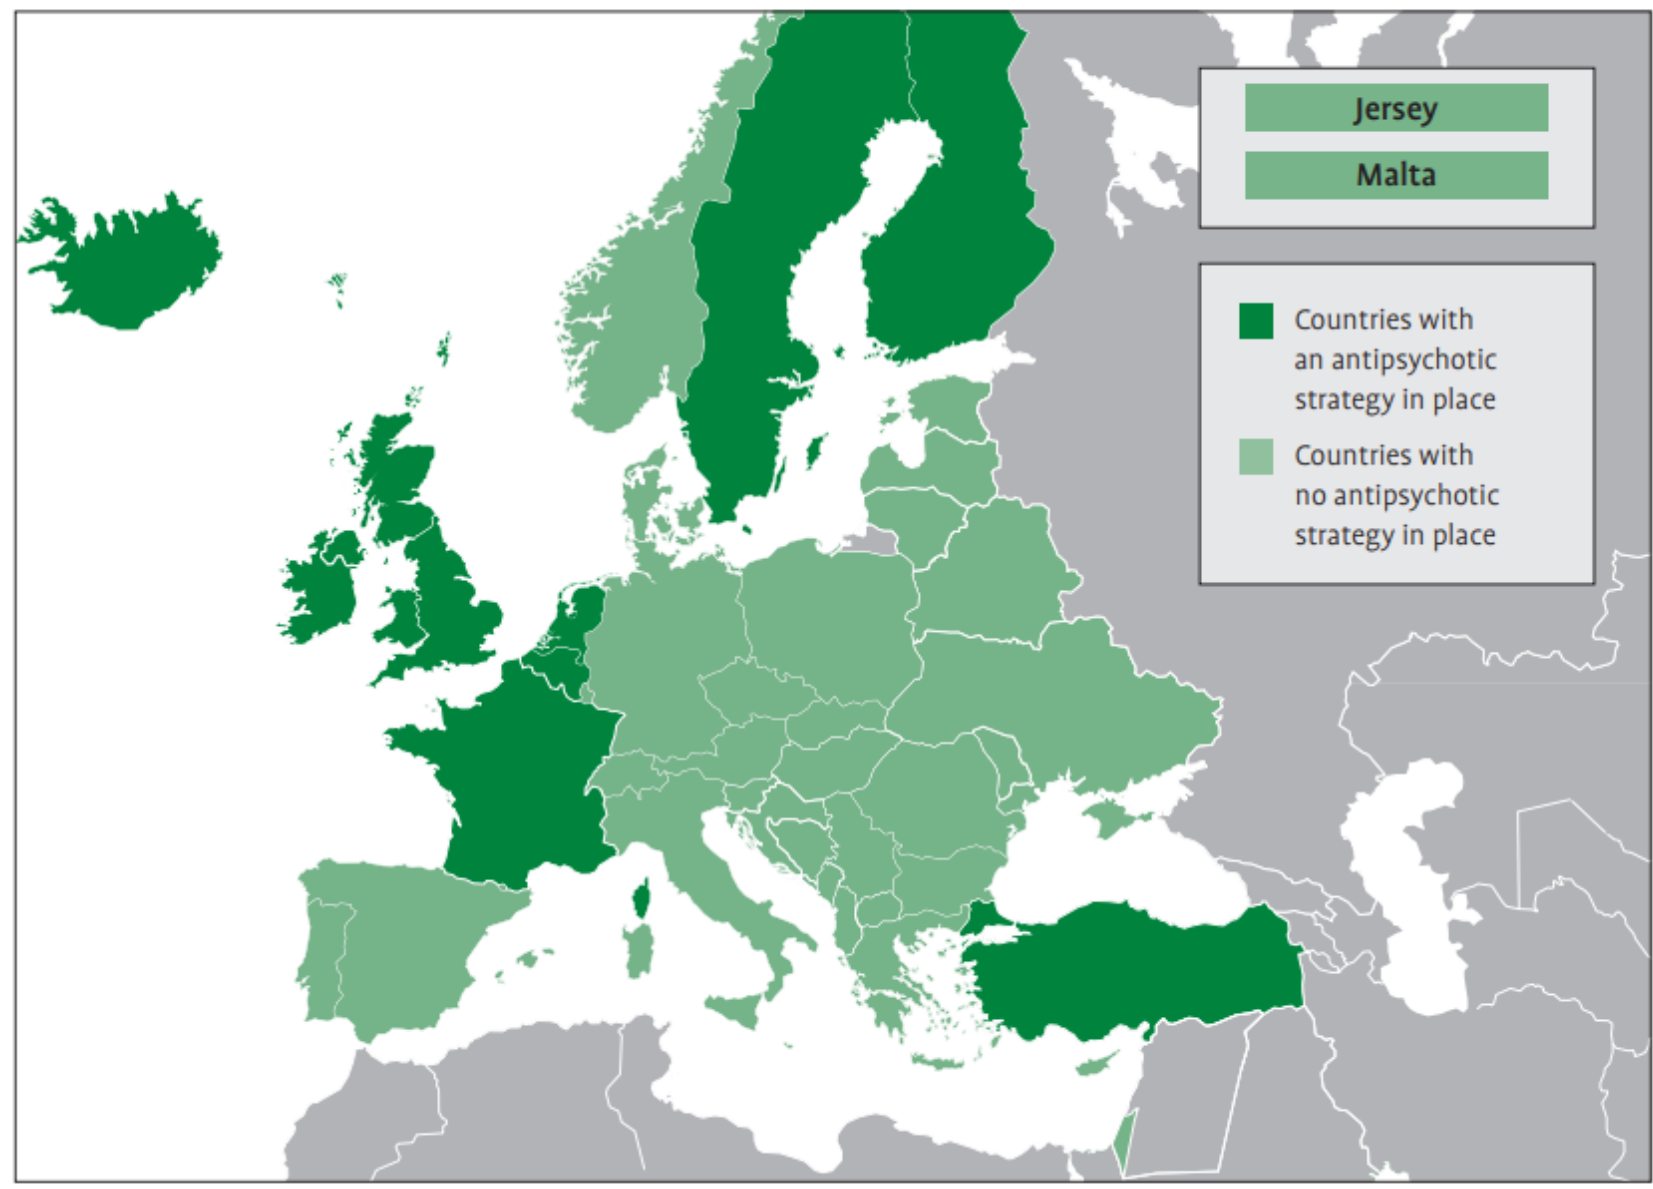 Jersey
Malta
Countries with
an antipsychotic
strategy in place
Countries with
no antipsychotic
strategy in place